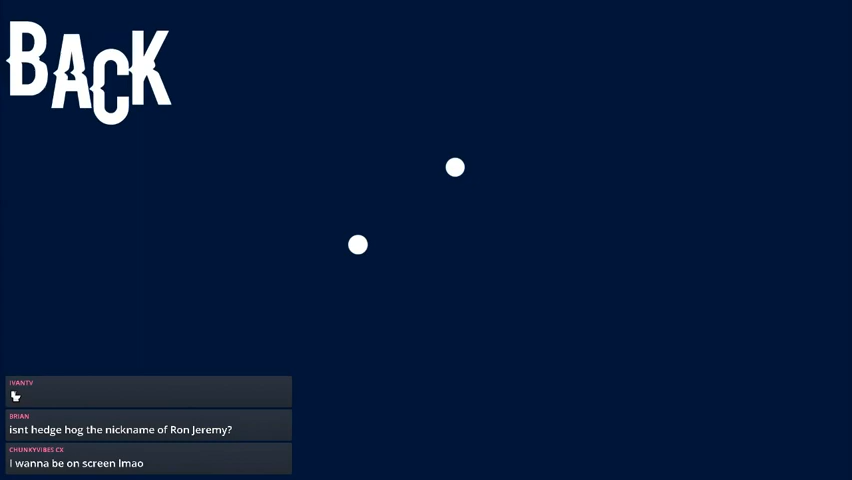 BACK
IVANTV
BRIAN
isnt hedge hog the nickname of Ron Jeremy?
CHUNKYVIBES CX
I wanna be on screen lmao